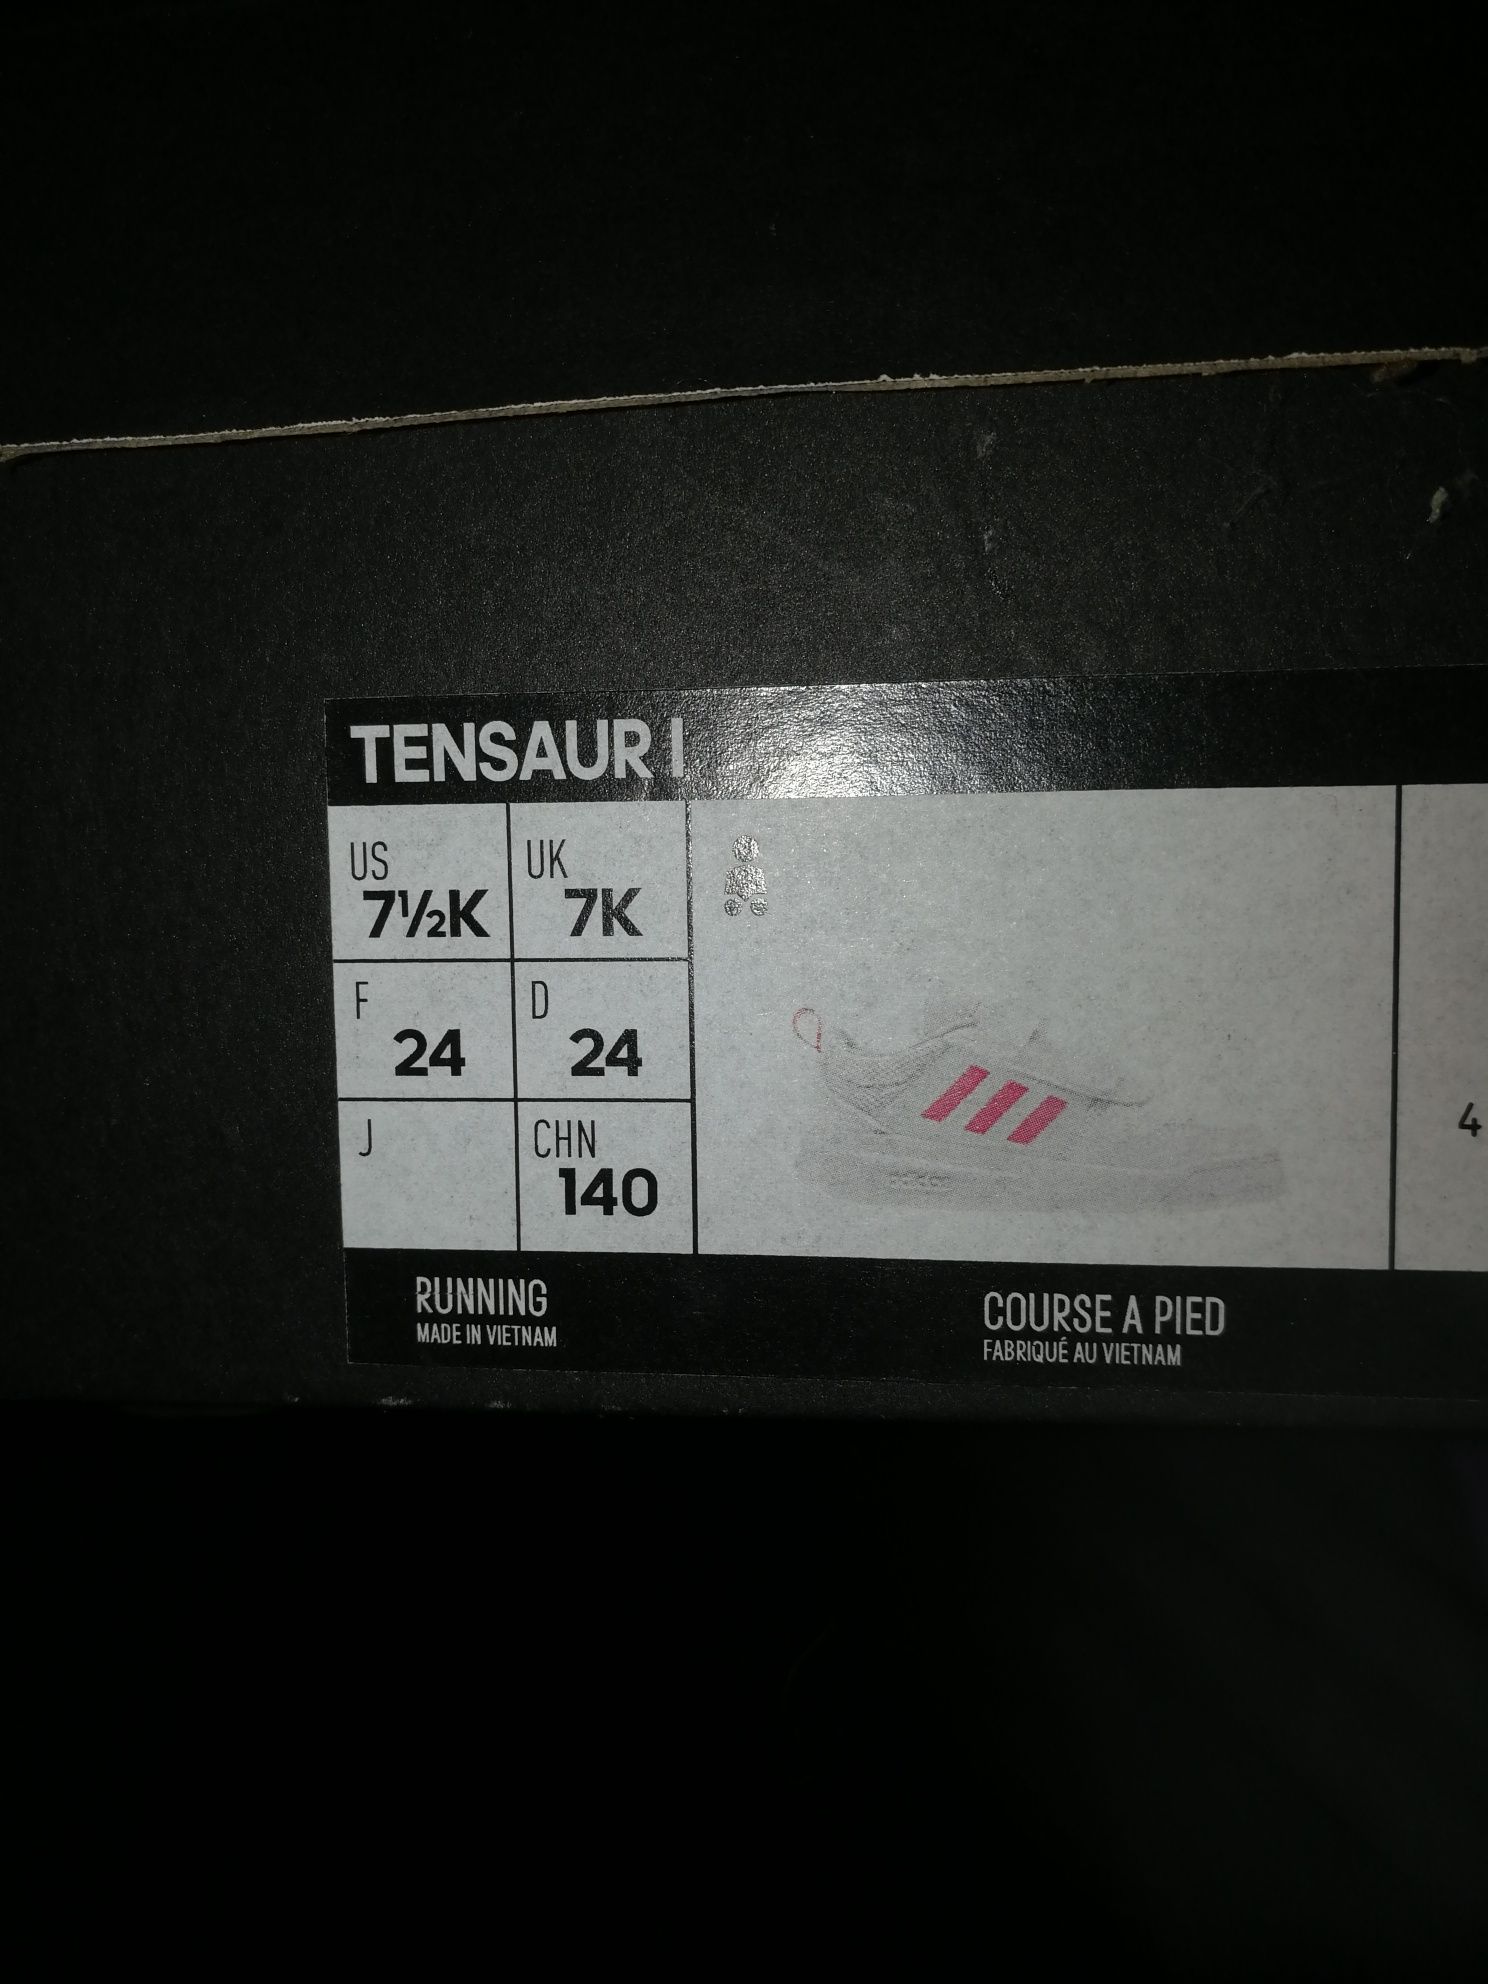 TENSAUR I
US
7½K
UK
7K
F
24
D
24
J
CHN
140
4
RUNNING
MADE IN VIETNAM
COURSE A PIED
FABRIQUÉ AU VIETNAM